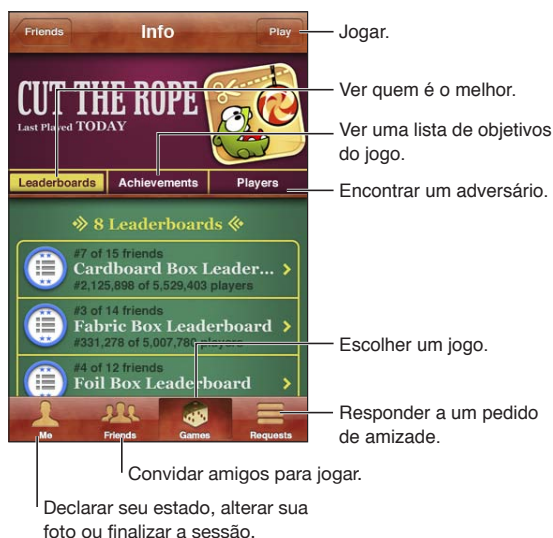 Friends
Info
Play
Jogar.
CUT THE ROPE
Last Played TODAY
Ver quem é o melhor.
Ver uma lista de objetivos
do jogo.
Leaderboards
Achievements
Players
Encontrar um adversário.
8 Leaderboards
#7 of 15 friends
Cardboard Box Leader...
#2,125,898 of 5,529,403 players
#3 of 14 friends
Fabric Box Leaderboard
#331,278 of 5,007,780 players
Escolher um jogo.
#4 of 12 friends
Foil Box Leaderboard
Me
Friends
Games
Requests
Responder a um pedido
de amizade.
Convidar amigos para jogar.
Declarar seu estado, alterar sua
foto ou finalizar a sessão.